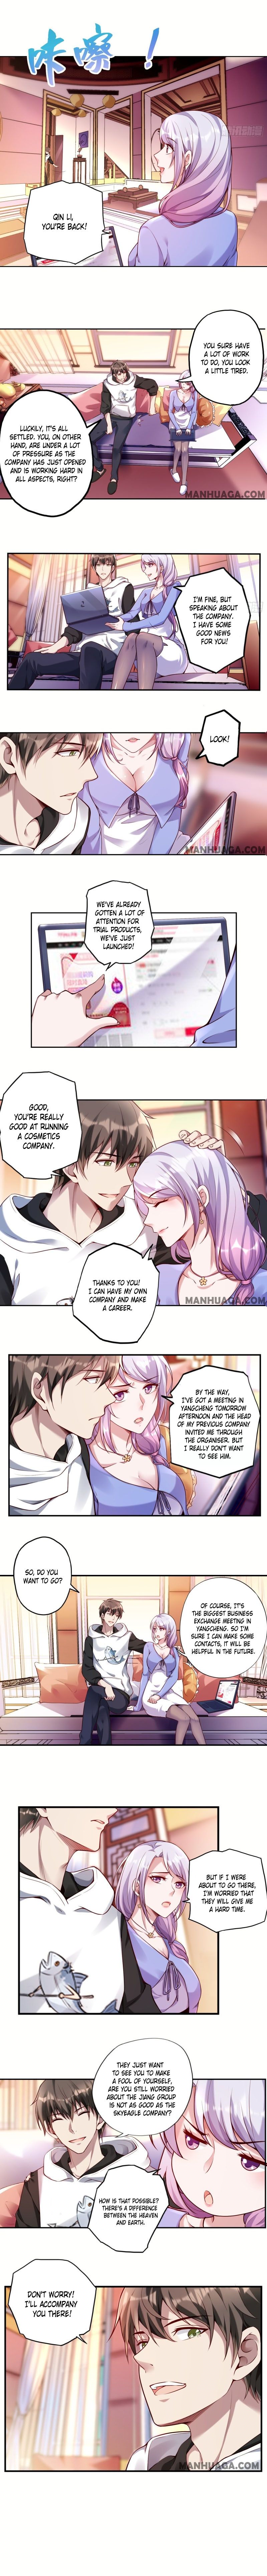 咔嚓！
QIN LI,
YOU'RE BACK!
YOU SURE HAVE
A LOT OF WORK
TO DO, YOU LOOK
A LITTLE TIRED.
LUCKILY, IT'S ALL
SETTLED. YOU, ON OTHER
HAND, ARE UNDER A LOT
OF PRESSURE AS THE
COMPANY HAS JUST OPENED
AND IS WORKING HARD IN
ALL ASPECTS, RIGHT?
MANHUAGA.COM
I'M FINE, BUT
SPEAKING ABOUT
THE COMPANY.
I HAVE SOME
GOOD NEWS
FOR YOU!
LOOK!
MANHUAGA.COM
WE'VE ALREADY
GOTTEN A LOT OF
ATTENTION FOR
TRIAL PRODUCTS,
WE'VE JUST
LAUNCHED!
GOOD,
YOU'RE REALLY
GOOD AT RUNNING
A COSMETICS
COMPANY.
THANKS TO YOU!
I CAN HAVE MY OWN
COMPANY AND MAKE
A CAREER.
MANHUAGA.COM
BY THE WAY,
I'VE GOT A MEETING IN
YANGCHENG TOMORROW
AFTERNOON AND THE HEAD
OF MY PREVIOUS COMPANY
INVITED ME THROUGH
THE ORGANISER. BUT
I REALLY DON'T WANT
TO SEE HIM.
SO, DO YOU
WANT TO GO?
OF COURSE, IT'S
THE BIGGEST BUSINESS
EXCHANGE MEETING IN
YANGCHENG. SO I'M
SURE I CAN MAKE SOME
CONTACTS, IT WILL BE
HELPFUL IN THE FUTURE.
BUT IF I WERE
ABOUT TO GO THERE,
I'M WORRIED THAT
THEY WILL GIVE ME
A HARD TIME.
THEY JUST WANT
TO SEE YOU TO MAKE
A FOOL OF YOURSELF,
ARE YOU STILL WORRIED
ABOUT THE JIANG GROUP
IS NOT AS GOOD AS THE
SKYEAGLE COMPANY?
HOW IS THAT POSSIBLE?
THERE'S A DIFFERENCE
BETWEEN THE HEAVEN
AND EARTH.
DON'T WORRY!
I'LL ACCOMPANY
YOU THERE!
MANHUAGA.COM